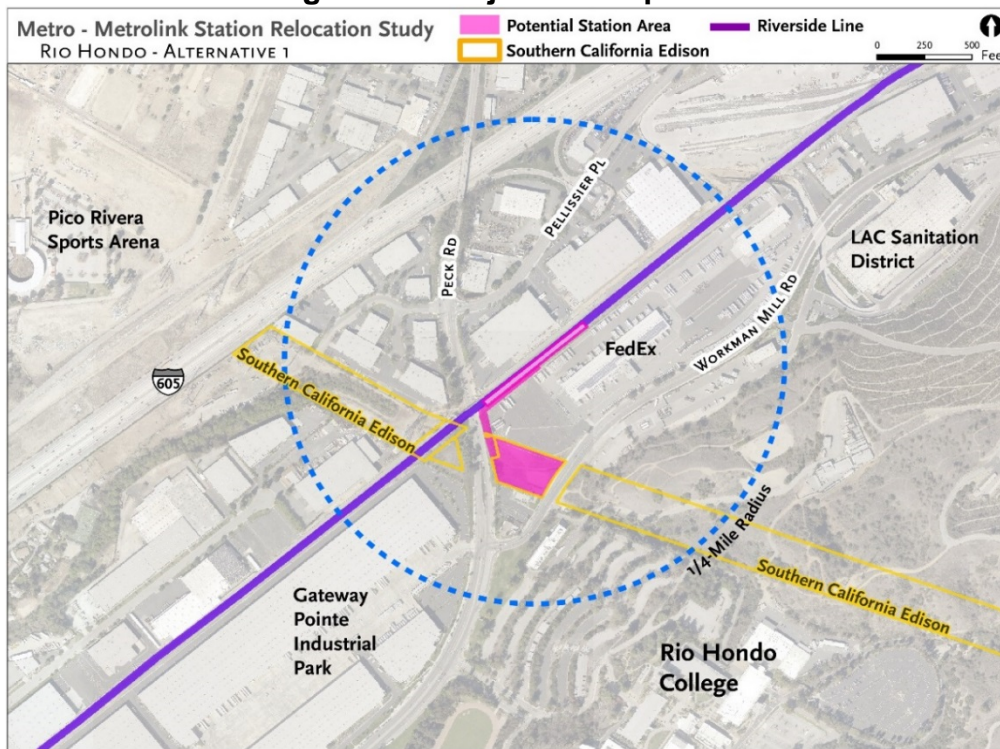 Metro - Metrolink Station Relocation Study
RIO HONDO - ALTERNATIVE 1
Potential Station Area
Southern California Edison
Riverside Line
0 250 500
Fee
Pico Rivera
Sports Arena
PECK RD
PELLISSIER PL
LAC Sanitation
District
WORKMAN MILL RD
FedEx
605
Southern California Edison
1/4-Mile Radius
Southern California Edison
Gateway
Pointe
Industrial
Park
Rio Hondo
College